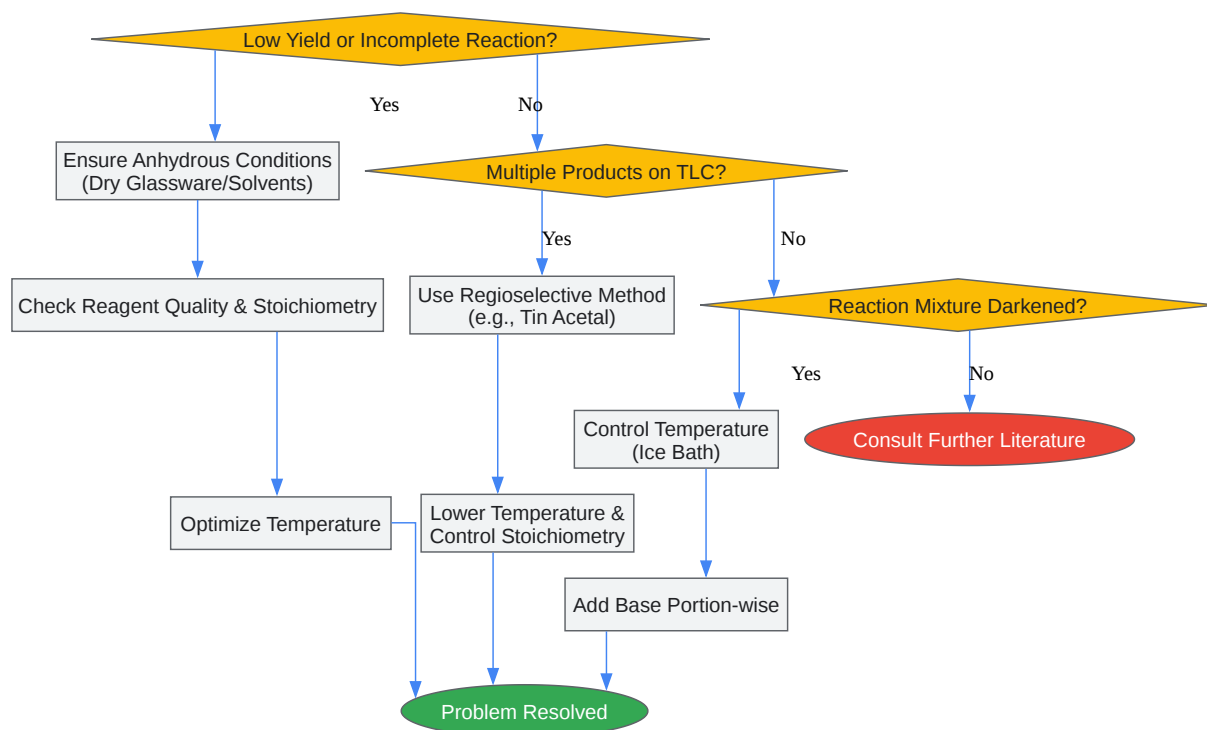 Low Yield or Incomplete Reaction?
Yes
No
Ensure Anhydrous Conditions
(Dry Glassware/Solvents)
Multiple Products on TLC?
Yes
No
Check Reagent Quality & Stoichiometry
Use Regioselective Method
(e.g., Tin Acetal)
Reaction Mixture Darkened?
Yes
No
Control Temperature
(Ice Bath)
Consult Further Literature
Optimize Temperature
Lower Temperature &
Control Stoichiometry
Add Base Portion-wise
Problem Resolved